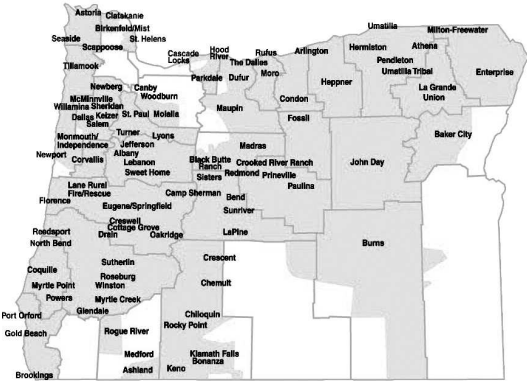 Astoria
Clatskanie
Birkenfeld/Mist
Seaside
St. Helens
Scappoose
Tillamook
Cascade
Locks
Hood
River
The Dalles
Rufus
Arlington
Umatilla
Milton-Freewater
Hermiston
Athena
Pendleton
Umatilla Tribal
Enterprise
La Grande
Union
Parkdale
Dufur
Moro
Heppner
Newberg
Canby
Woodburn
McMinnville
Willamina
Sheridan
Dallas
Keizer
Salem
St. Paul
Molalla
Maupin
Condon
Fossil
Baker City
Turner
Lyons
Monmouth/
Independence
Jefferson
Albany
Newport
Corvallis
Lebanon
Sweet Home
Madras
Black Butte
Ranch
Crooked River Ranch
Sisters
Redmond
Prineville
John Day
Paulina
Lane Rural
Fire/Rescue
Camp Sherman
Bend
Florence
Eugene/Springfield
Sunriver
Creswell
Cottage Grove
Drain
Oakridge
LaPine
Reedsport
North Bend
Burns
Coquille
Sutherlin
Roseburg
Winston
Crescent
Chemult
Myrtle Point
Powers
Myrtle Creek
Glendale
Port Orford
Chiloquin
Rocky Point
Gold Beach
Rogue River
Medford
Ashland
Klamath Falls
Bonanza
Keno
Brookings